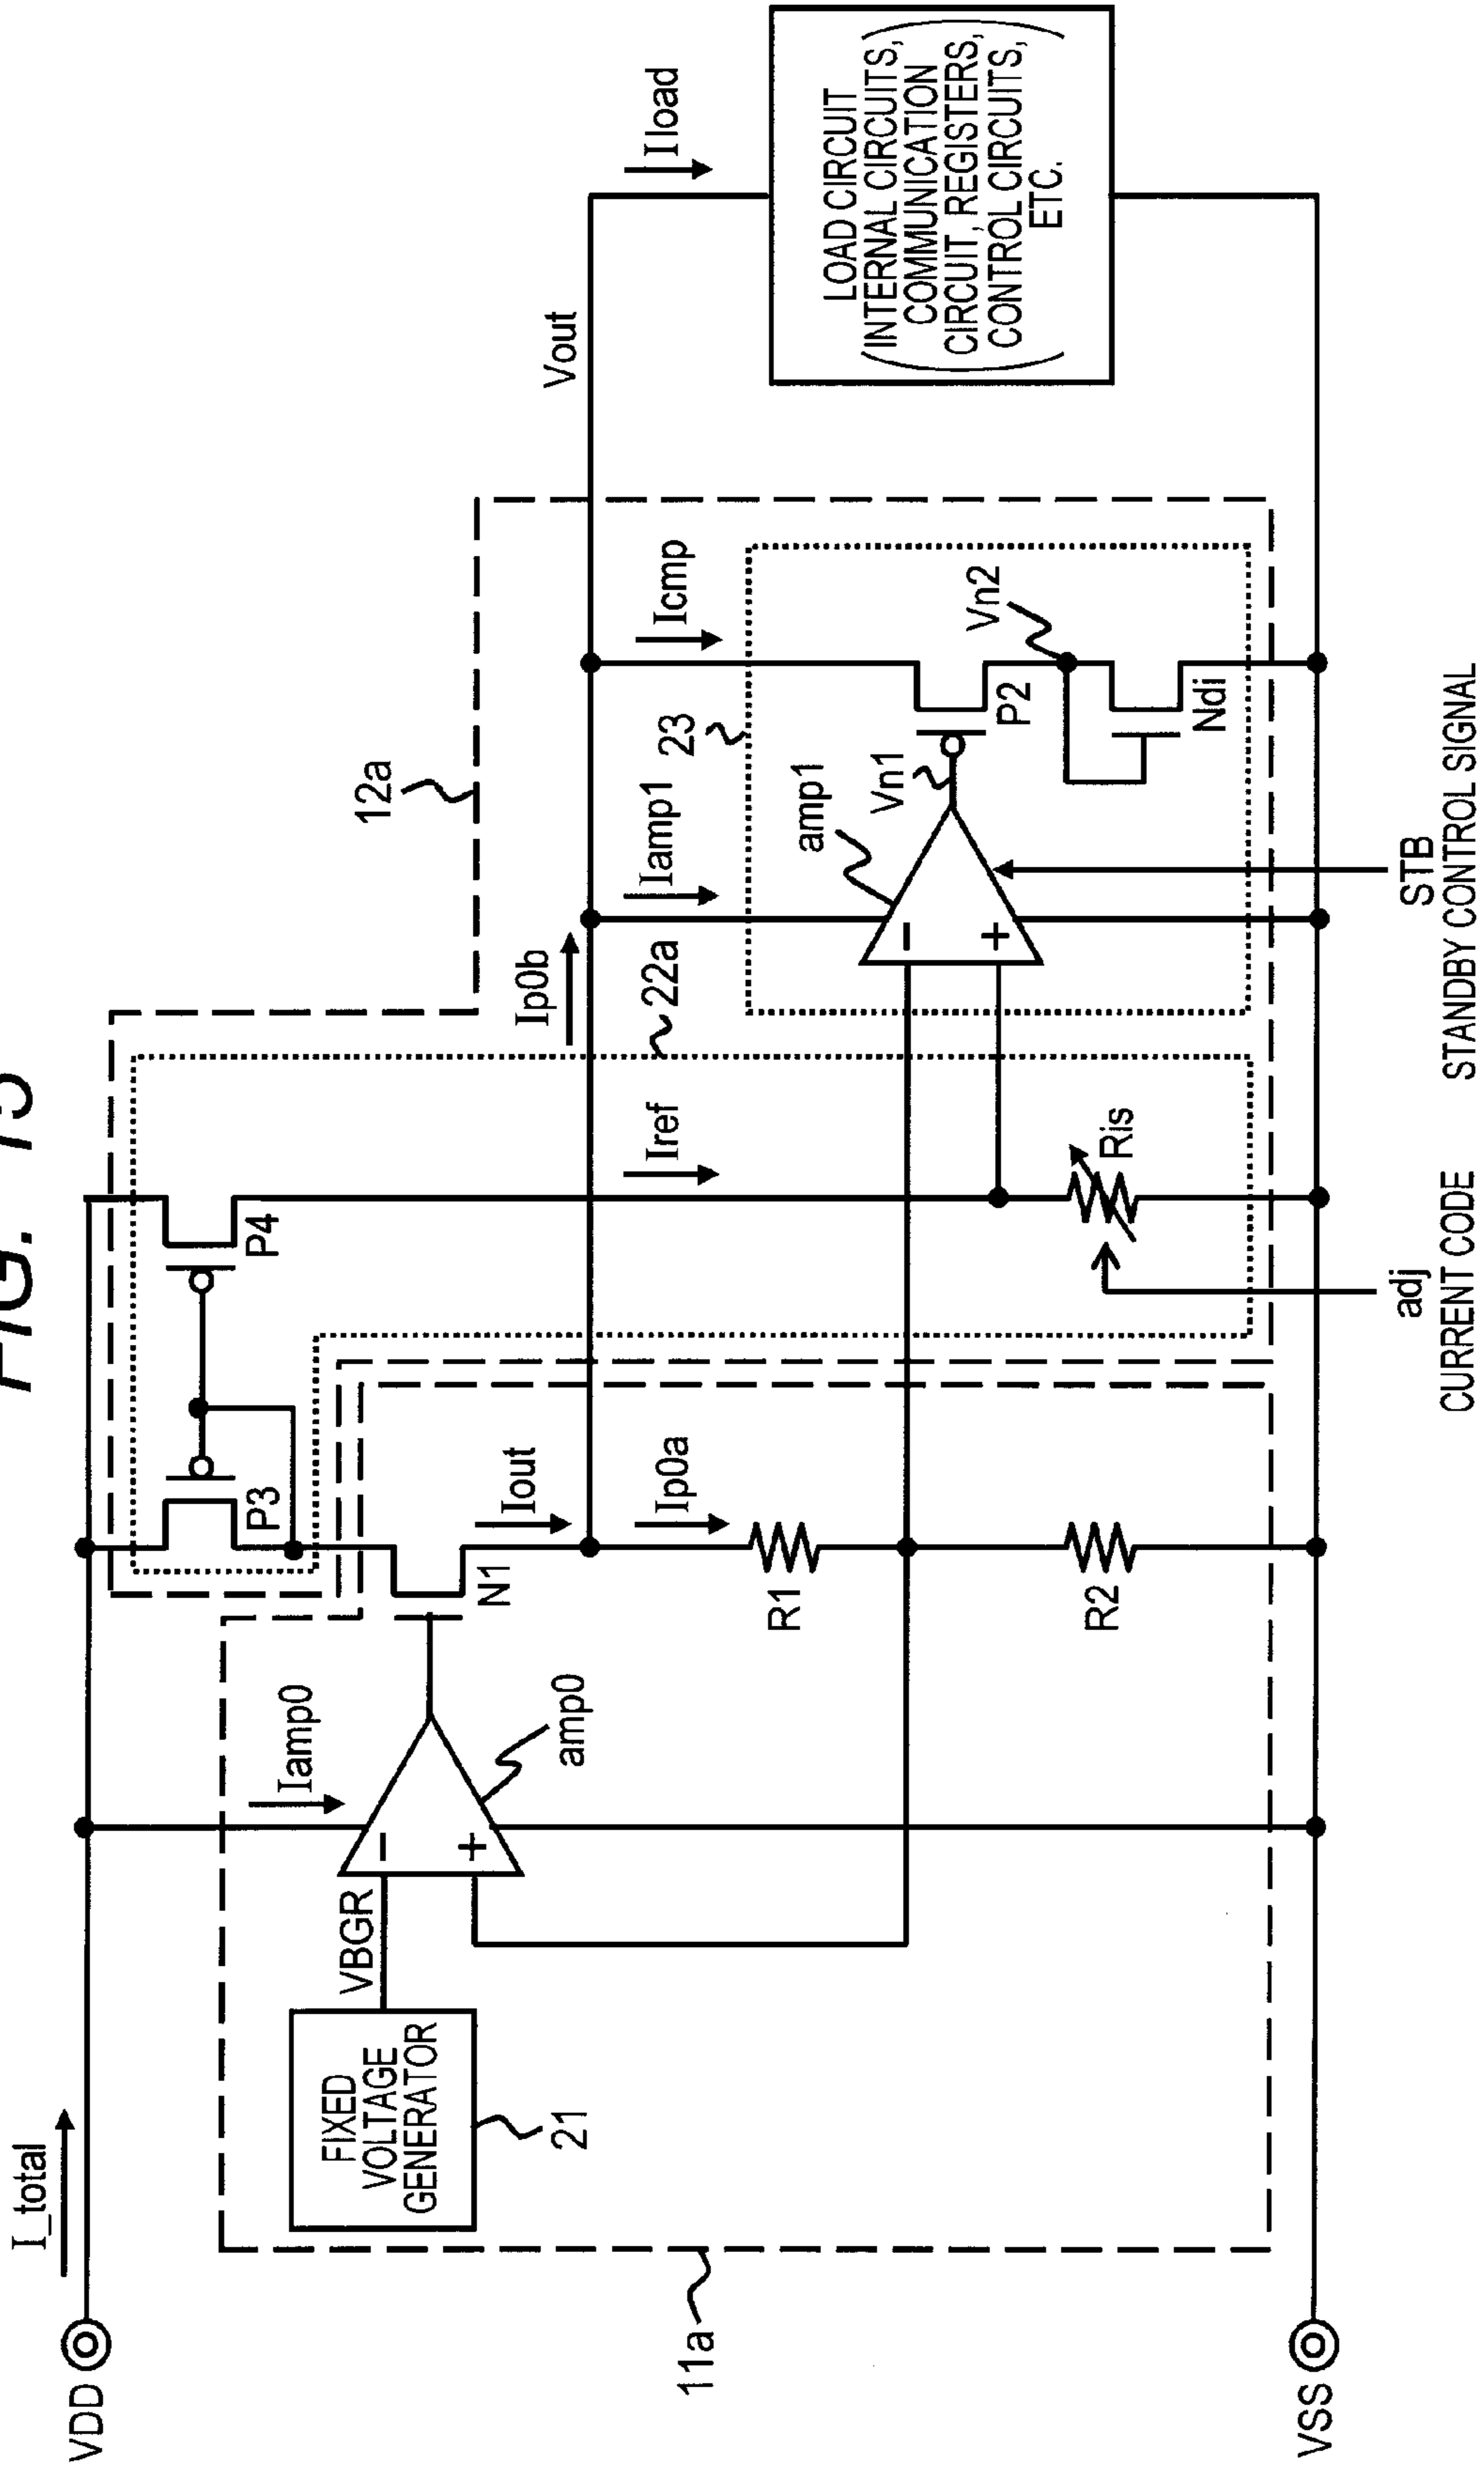 FIG. 15
I_total
VDD
VSS
11a
12a
FIXED
VOLTAGE
GENERATOR
21
VBGR
Iamp0
amp0
P3
P4
N1
Iout
Ip0a
R1
R2
Iref
Ris
adj
CURRENT CODE
22a
Ip0b
Iamp1
amp1
23
Vn1
Icmp
P2
Vn2
Ndi
STB
STANDBY CONTROL SIGNAL
Vout
Iload
LOAD CIRCUIT
(INTERNAL CIRCUITS,
COMMUNICATION
CIRCUIT, REGISTERS,
CONTROL CIRCUITS,
ETC.)